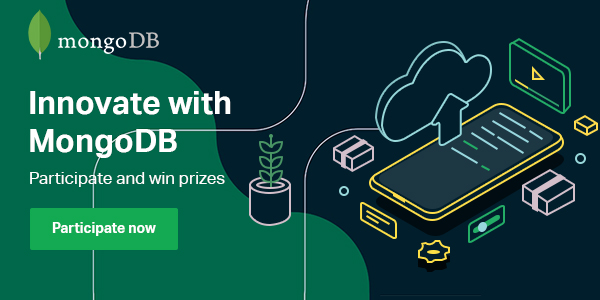 mongoDB
Innovate with
MongoDB
Participate and win prizes
Participate now